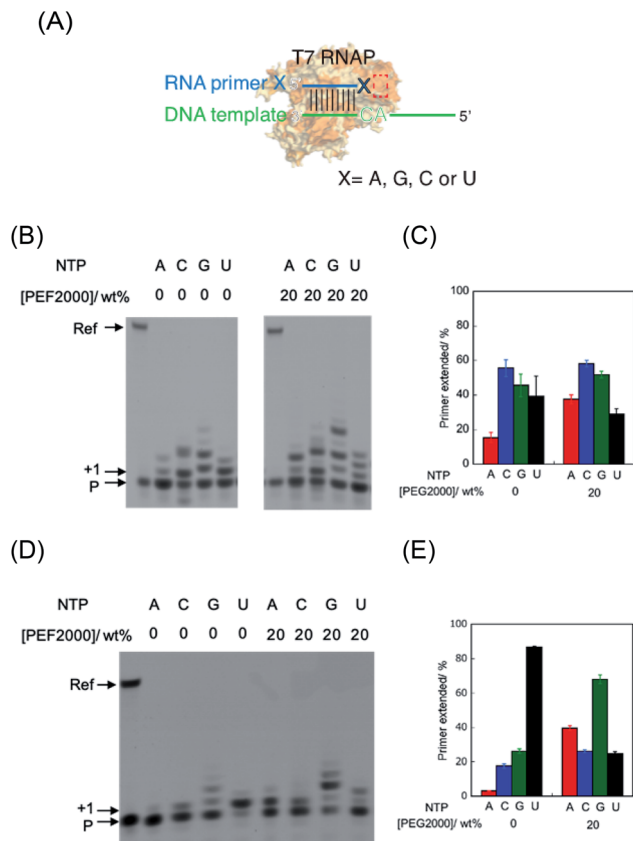 (A)
T7 RNAP
RNA primer X 5' X
DNA template 3' CA 5'
X= A, G, C or U
(B)
NTP A C G U A C G U
[PEF2000]/ wt% 0 0 0 0 20 20 20 20
Ref
+1
P
(C)
Primer extended/ %
100
80
60
40
20
0
NTP A C G U A C G U
[PEG2000]/ wt% 0 20
(D)
NTP A C G U A C G U
[PEF2000]/ wt% 0 0 0 0 20 20 20 20
Ref
+1
P
(E)
Primer extended/ %
100
80
60
40
20
0
NTP A C G U A C G U
[PEG2000]/ wt% 0 20